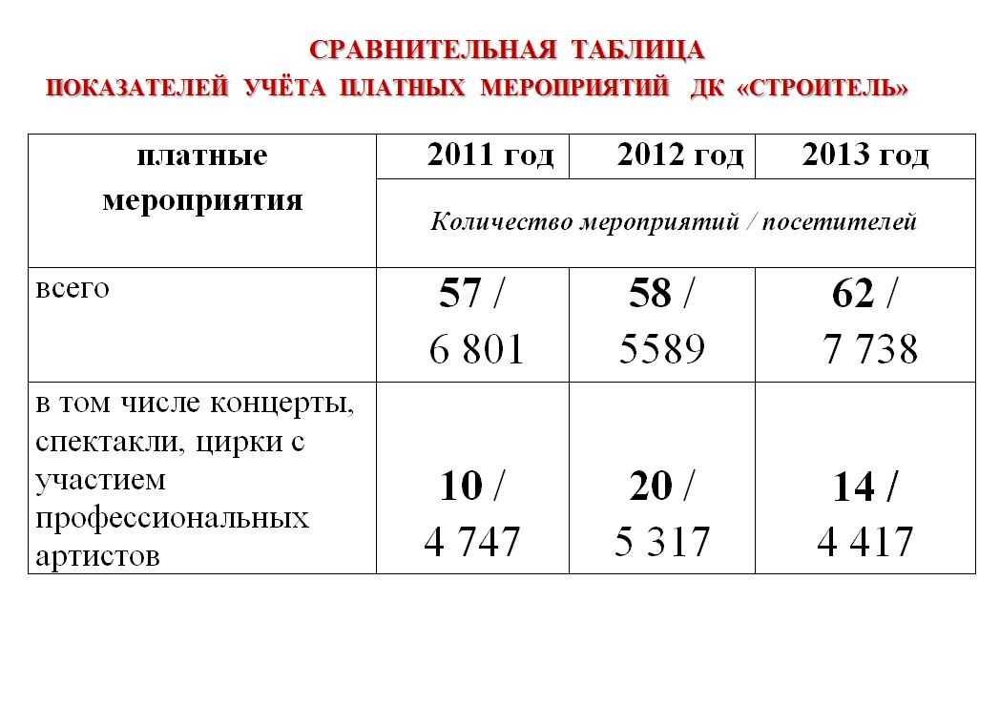 СРАВНИТЕЛЬНАЯ ТАБЛИЦА
ПОКАЗАТЕЛЕЙ УЧЁТА ПЛАТНЫХ МЕРОПРИЯТИЙ ДК «СТРОИТЕЛЬ»
платные
мероприятия
2011 год
2012 год
2013 год
Количество мероприятий / посетителей
всего
57 /
6 801
58 /
5589
62 /
7 738
в том числе концерты,
спектакли, цирки с
участием
профессиональных
артистов
10 /
4 747
20 /
5 317
14 /
4 417